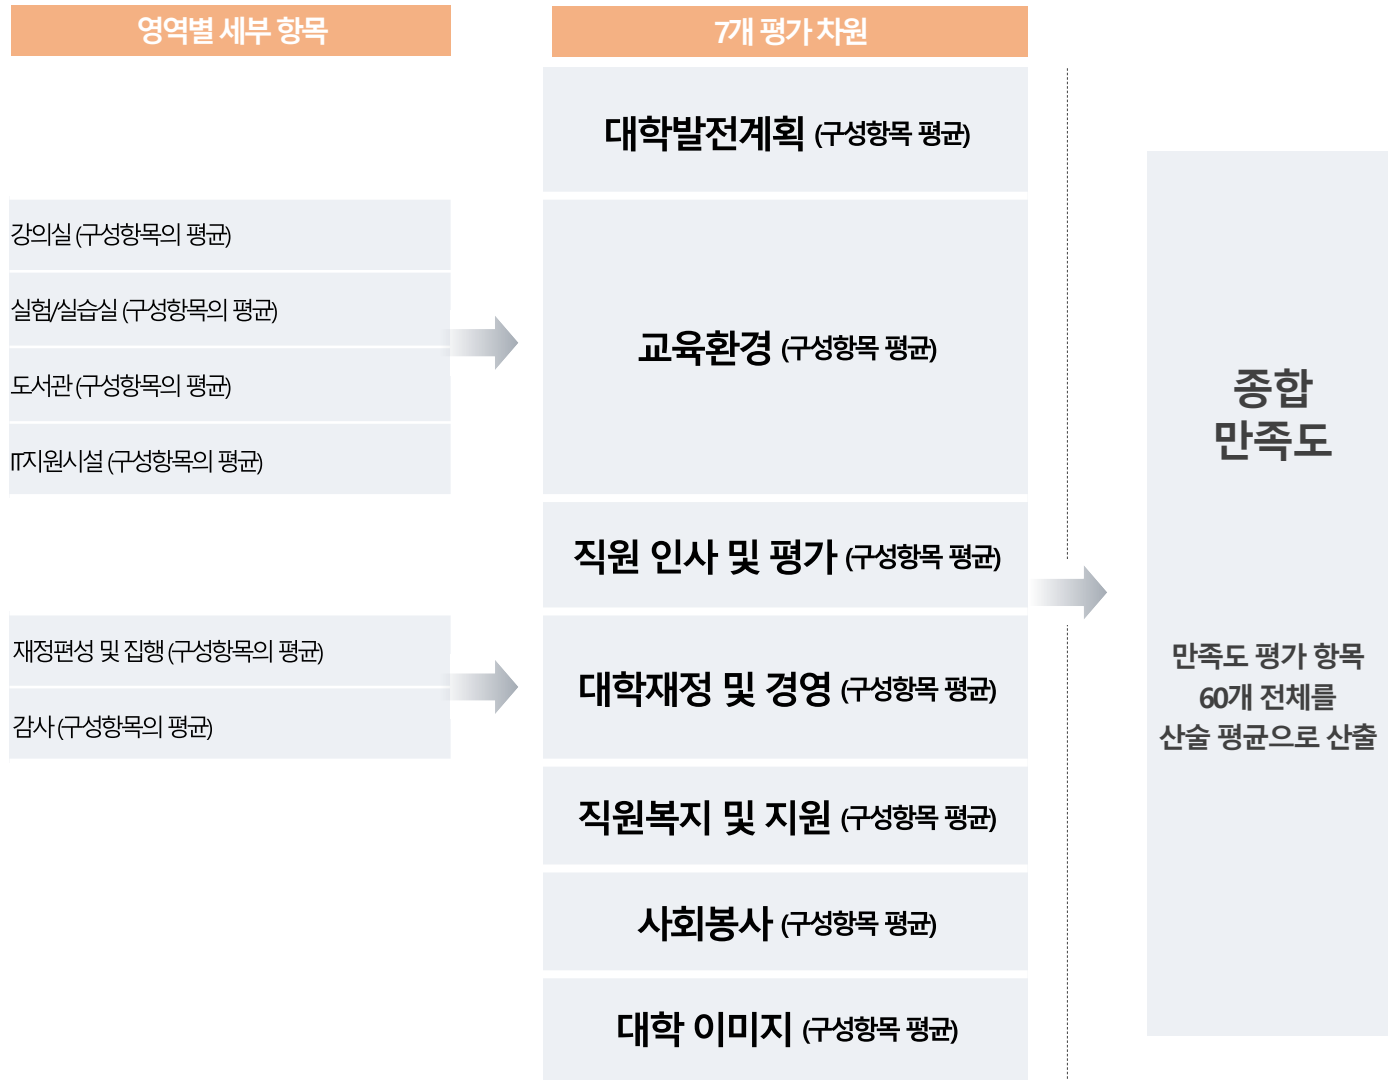 영역별 세부 항목
7개 평가 차원
대학발전계획 (구성항목 평균)
강의실 (구성항목의 평균)
실험/실습실 (구성항목의 평균)
도서관 (구성항목의 평균)
IT지원시설 (구성항목의 평균)
교육환경 (구성항목 평균)
직원 인사 및 평가 (구성항목 평균)
재정편성 및 집행 (구성항목의 평균)
감사 (구성항목의 평균)
대학재정 및 경영 (구성항목 평균)
직원복지 및 지원 (구성항목 평균)
사회봉사 (구성항목 평균)
대학 이미지 (구성항목 평균)
종합
만족도
만족도 평가 항목
60개 전체를
산술 평균으로 산출